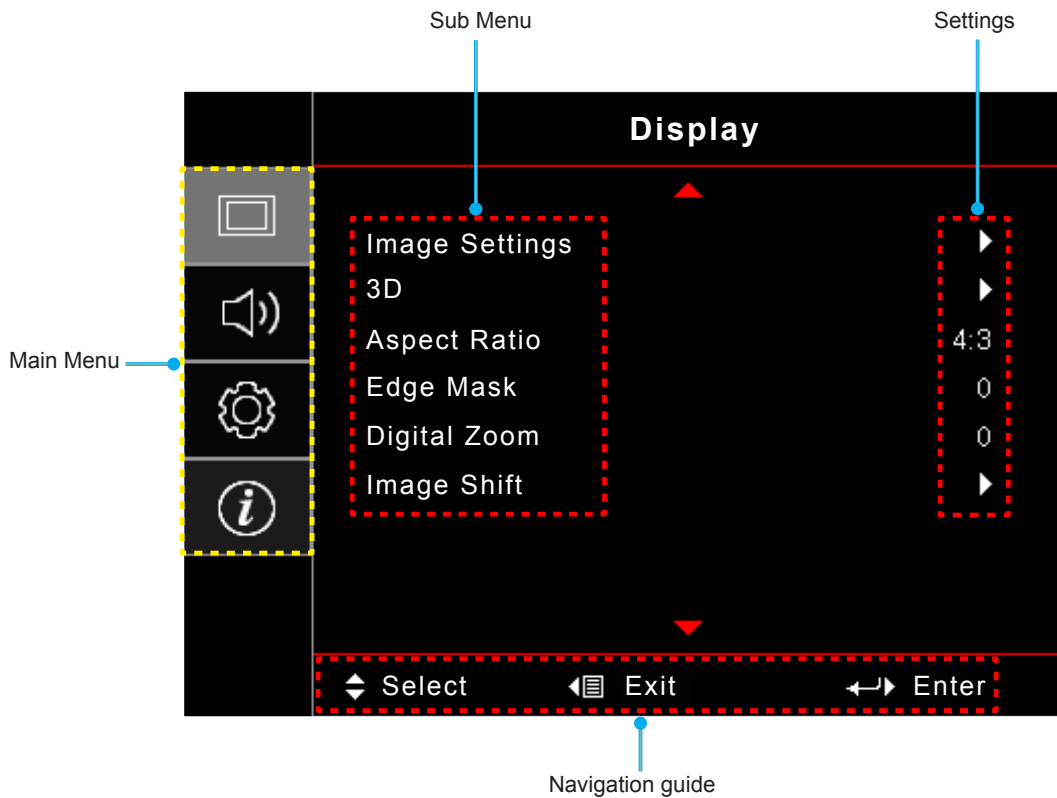 Sub Menu
Settings
Display
Image Settings
3D
Aspect Ratio 4:3
Main Menu
Edge Mask 0
Digital Zoom 0
Image Shift
i
Select Exit Enter
Navigation guide